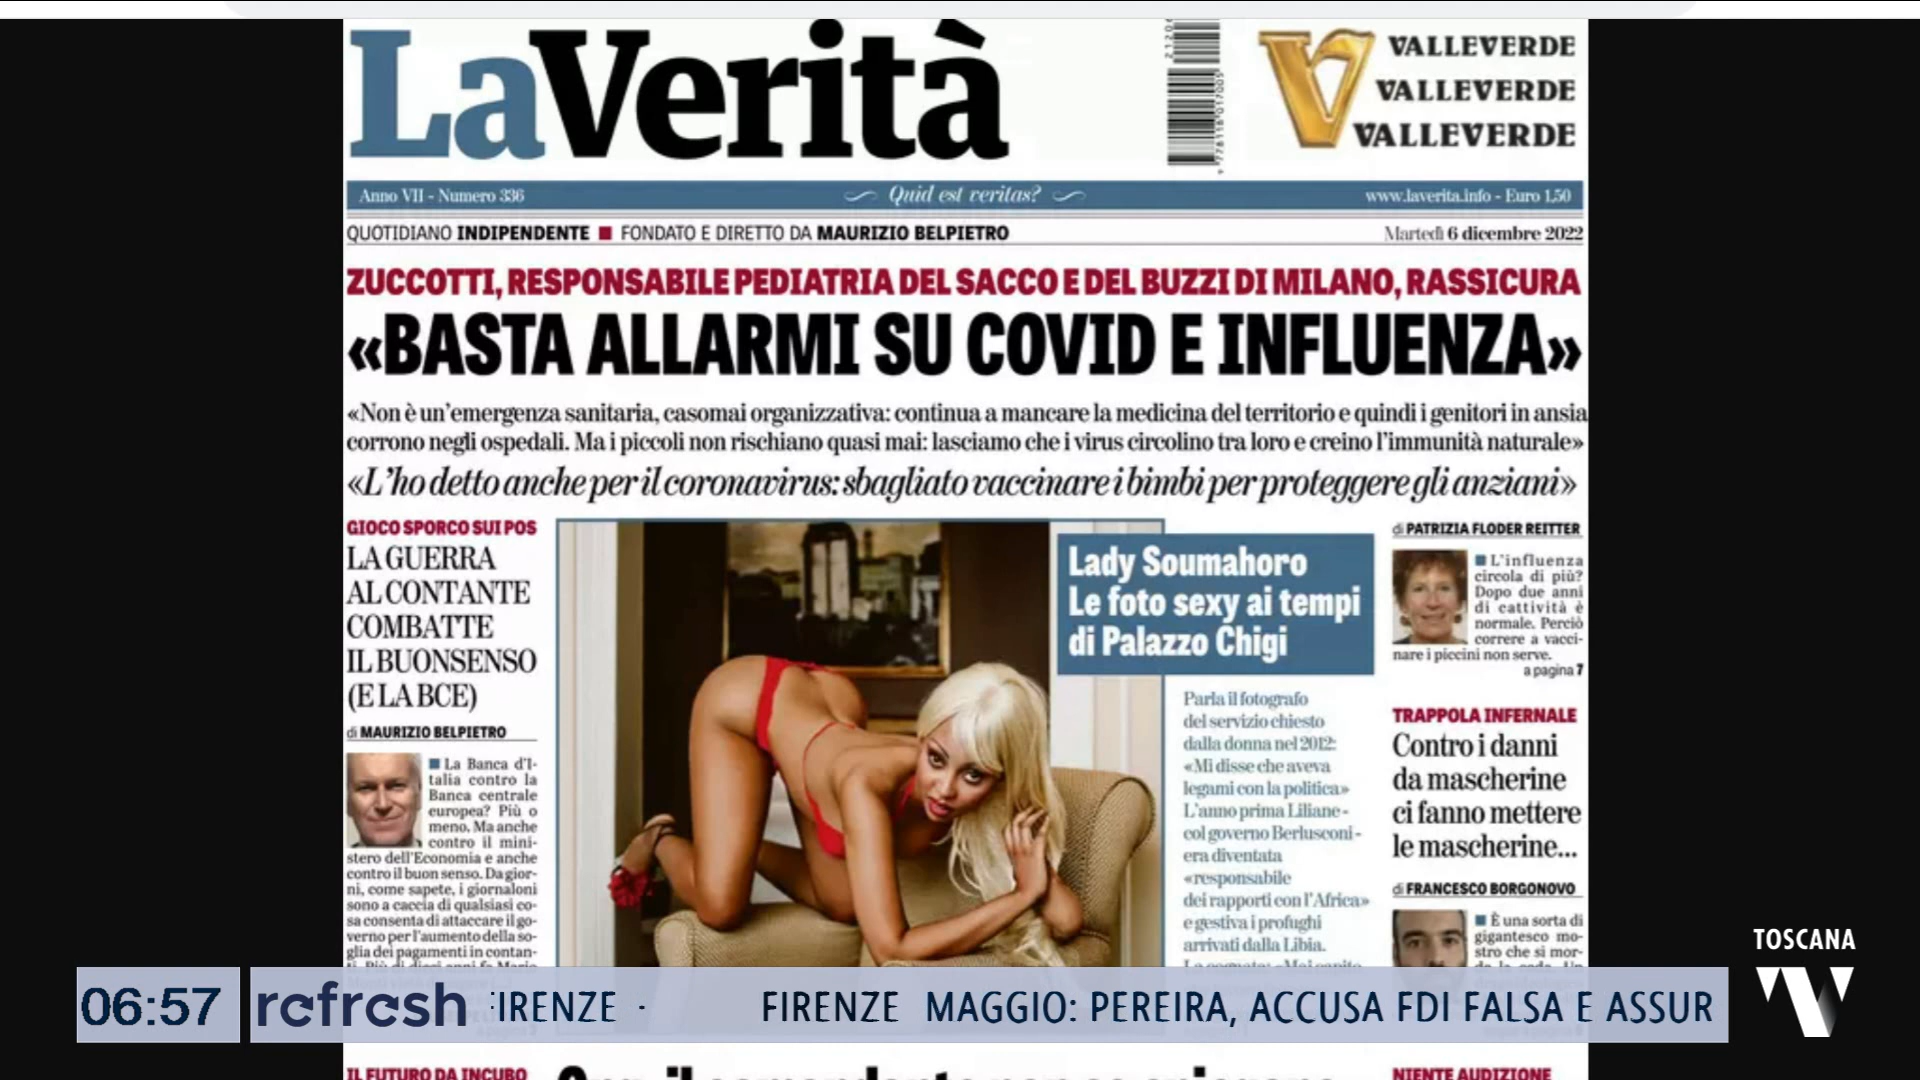 LaVerità
VALLEVERDE
VALLEVERDE
VALLEVERDE
Anno VII - Numero 336
Quid est veritas?
www.laverita.info - Euro 1,50
QUOTIDIANO INDIPENDENTE ■ FONDATO E DIRETTO DA MAURIZIO BELPIETRO
Martedì 6 dicembre 2022
ZUCCOTTI, RESPONSABILE PEDIATRIA DEL SACCO E DEL BUZZI DI MILANO, RASSICURA
«BASTA ALLARMI SU COVID E INFLUENZA»
«Non è un'emergenza sanitaria, casomai organizzativa: continua a mancare la medicina del territorio e quindi i genitori in ansia
corrono negli ospedali. Ma i piccoli non rischiano quasi mai: lasciamo che i virus circolino tra loro e creino l'immunità naturale»
«L'ho detto anche per il coronavirus: sbagliato vaccinare i bimbi per proteggere gli anziani»
GIOCO SPORCO SUI POS
LA GUERRA
AL CONTANTE
COMBATTE
IL BUONSENSO
(E LA BCE)
di MAURIZIO BELPIETRO
■ La Banca d'I-
talia contro la
Banca centrale
europea? Più o
meno. Ma anche
contro il mini-
stero dell'Economia e anche
contro il buon senso. Da gior-
ni, come sapete, i giornaloni
sono a caccia di qualsiasi co-
sa consenta di attaccare il go-
verno per l'aumento della so-
glia dei pagamenti in contan-
Lady Soumahoro
Le foto sexy ai tempi
di Palazzo Chigi
Parla il fotografo
del servizio chiesto
dalla donna nel 2012:
«Mi disse che aveva
legami con la politica»
L'anno prima Liliane -
col governo Berlusconi -
era diventata
«responsabile
dei rapporti con l'Africa»
e gestiva i profughi
arrivati dalla Libia.
di PATRIZIA FLODER REITTER
■ L'influenza
circola di più?
Dopo due anni
di cattività è
normale. Perciò
correre a vacci-
nare i piccini non serve.
a pagina 7
TRAPPOLA INFERNALE
Contro i danni
da mascherine
ci fanno mettere
le mascherine...
di FRANCESCO BORGONOVO
■ È una sorta di
gigantesco mo-
stro che si mor-
TOSCANA
06:57
refresh
FIRENZE - FIRENZE MAGGIO: PEREIRA, ACCUSA FDI FALSA E ASSUR
IL FUTURO DA INCUBO
NIENTE AUDIZIONE